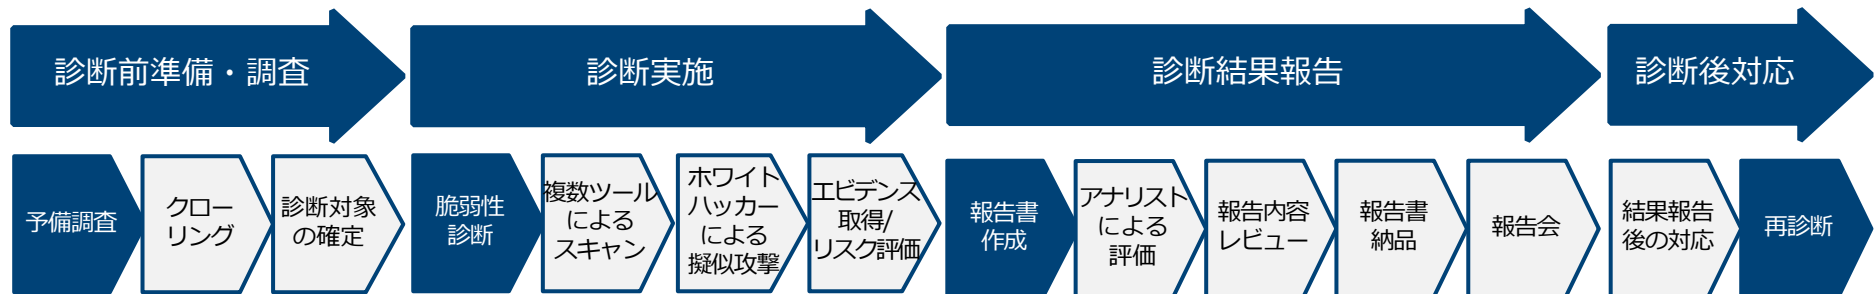 診断前準備・調査
診断実施
診断結果報告
診断後対応
予備調査
クロー
リング
診断対象
の確定
脆弱性
診断
複数ツール
による
スキャン
ホワイト
ハッカー
による
擬似攻撃
エビデンス
取得/
リスク評価
報告書
作成
アナリスト
による
評価
報告内容
レビュー
報告書
納品
報告会
結果報告
後の対応
再診断